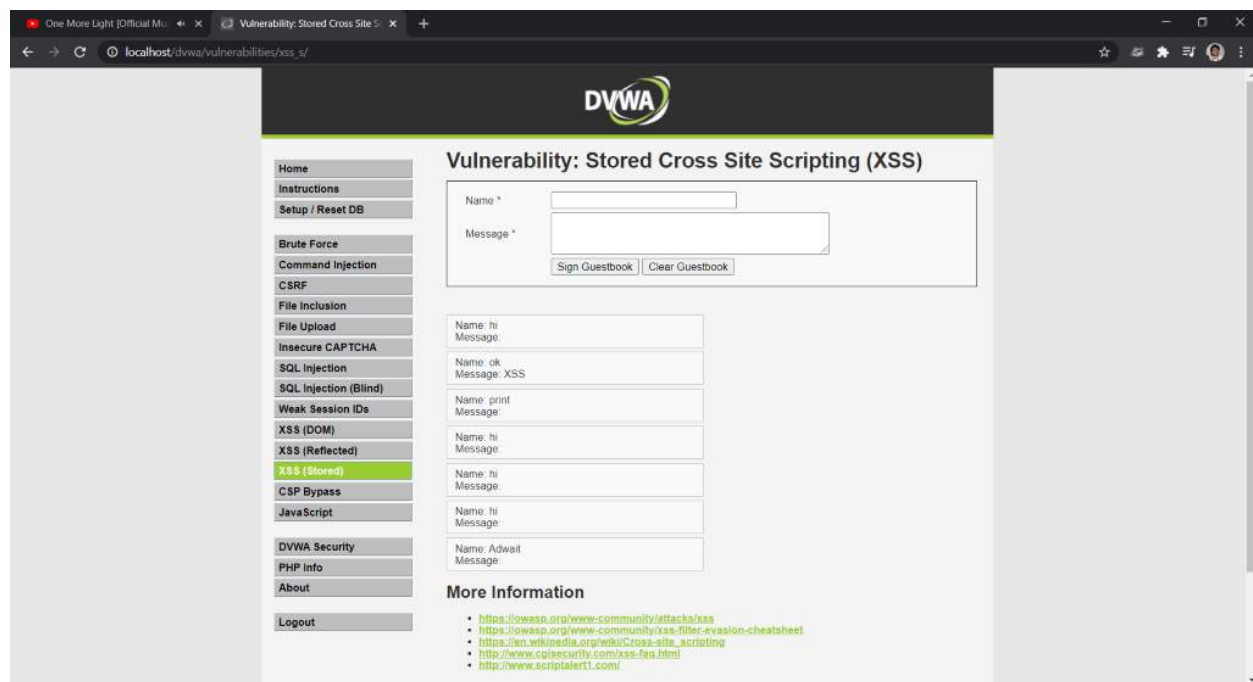 One More Light [Official Mu
Vulnerability: Stored Cross Site S
localhost/dvwa/vulnerabilities/xss_s/
DVWA
Home
Instructions
Setup / Reset DB
Brute Force
Command Injection
CSRF
File Inclusion
File Upload
Insecure CAPTCHA
SQL Injection
SQL Injection (Blind)
Weak Session IDs
XSS (DOM)
XSS (Reflected)
XSS (Stored)
CSP Bypass
JavaScript
DVWA Security
PHP Info
About
Logout
Vulnerability: Stored Cross Site Scripting (XSS)
Name *
Message *
Sign Guestbook Clear Guestbook
Name: hi
Message:
Name: ok
Message: XSS
Name: print
Message:
Name: hi
Message:
Name: hi
Message:
Name: hi
Message:
Name: Adwait
Message:
More Information
https://owasp.org/www-community/attacks/xss
https://owasp.org/www-community/xss-filter-evasion-cheatsheet
https://en.wikipedia.org/wiki/Cross-site_scripting
http://www.cgisecurity.com/xss-faq.html
http://www.scriptalert1.com/